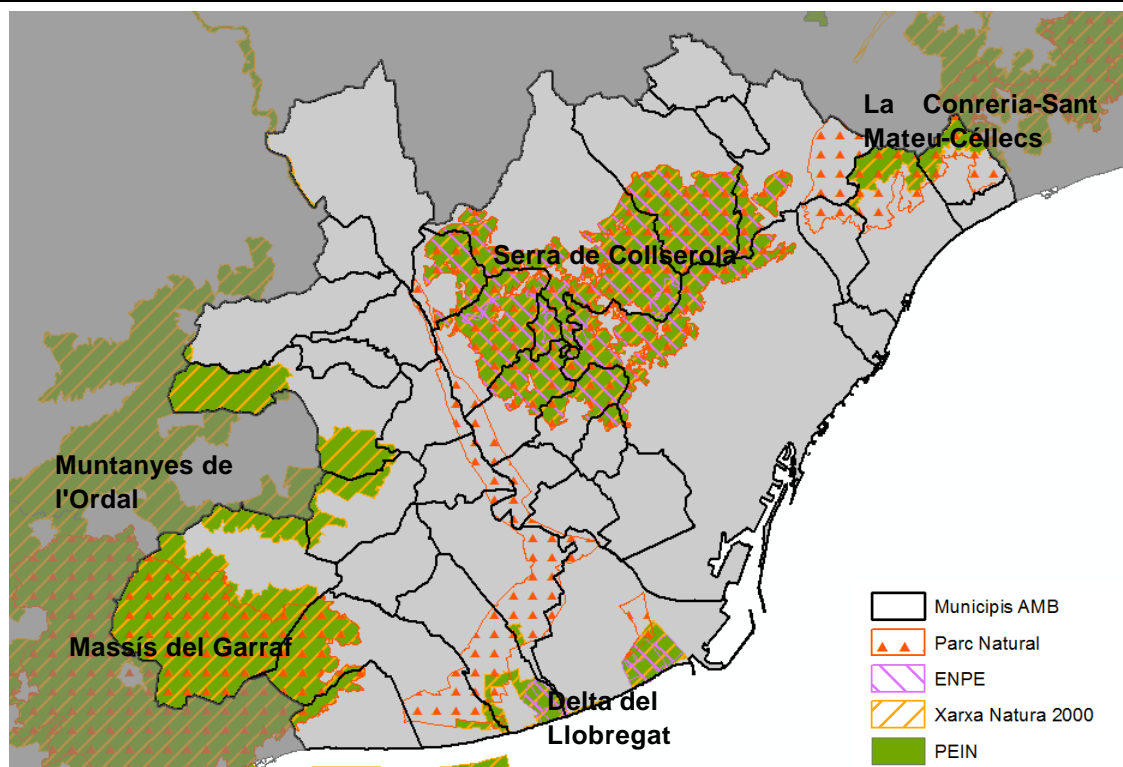 La Conreria-Sant
Mateu-Céllecs
Serra de Collserola
Muntanyes de
l'Ordal
Massís del Garraf
Delta del
Llobregat
Municipis AMB
Parc Natural
ENPE
Xarxa Natura 2000
PEIN